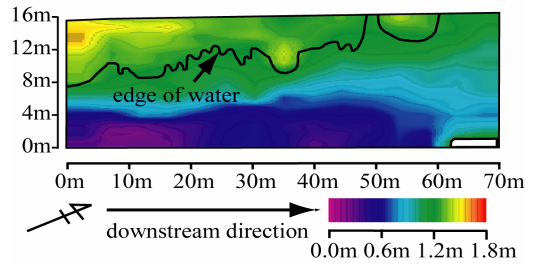 16m
12m
8m
edge of water
4m
0m
0m 10m 20m 30m 40m 50m 60m 70m
downstream direction
0.0m 0.6m 1.2m 1.8m